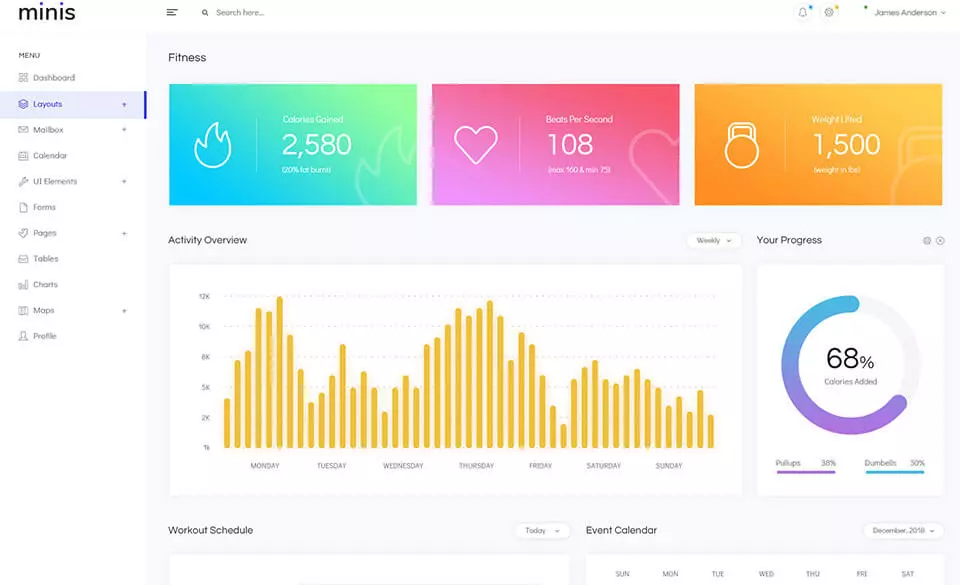 minis
Search here...
James Anderson
MENU
Dashboard
Layouts +
Mailbox +
Calendar
UI Elements +
Forms
Pages +
Tables
Charts
Maps +
Profile
Fitness
Calories Gained
2,580
(20% fat burnt)
Beats Per Second
108
(max 160 & min 75)
Weight Lifted
1,500
(weight in lbs)
Activity Overview
Weekly
12K
10K
8K
5K
2K
1k
MONDAY TUESDAY WEDNESDAY THURSDAY FRIDAY SATURDAY SUNDAY
Your Progress
68%
Calories Added
Pullups 38% Dumbells 30%
Workout Schedule
Today
Event Calendar
December, 2018
SUN MON TUE WED THU FRI SAT